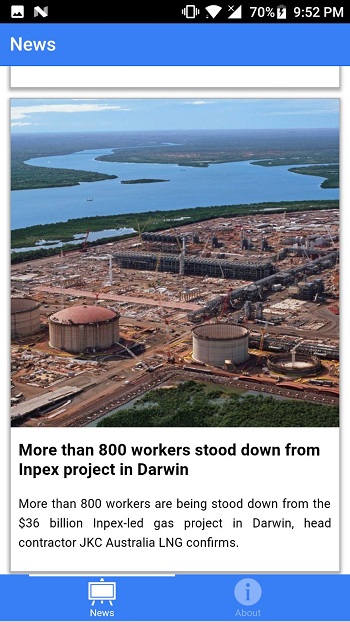 70% 9:52 PM
News
More than 800 workers stood down from
Inpex project in Darwin
More than 800 workers are being stood down from the
$36 billion Inpex-led gas project in Darwin, head
contractor JKC Australia LNG confirms.
News About